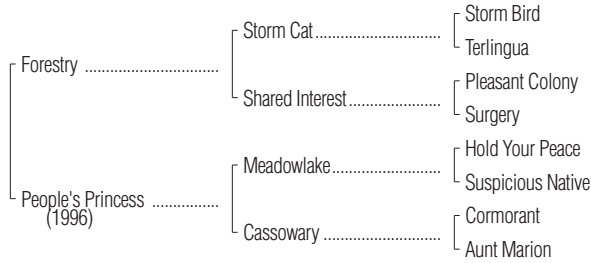 Storm Bird
Storm Cat
Terlingua
Forestry
Pleasant Colony
Shared Interest
Surgery
Hold Your Peace
Meadowlake
Suspicious Native
People's Princess
(1996)
Cormorant
Cassowary
Aunt Marion